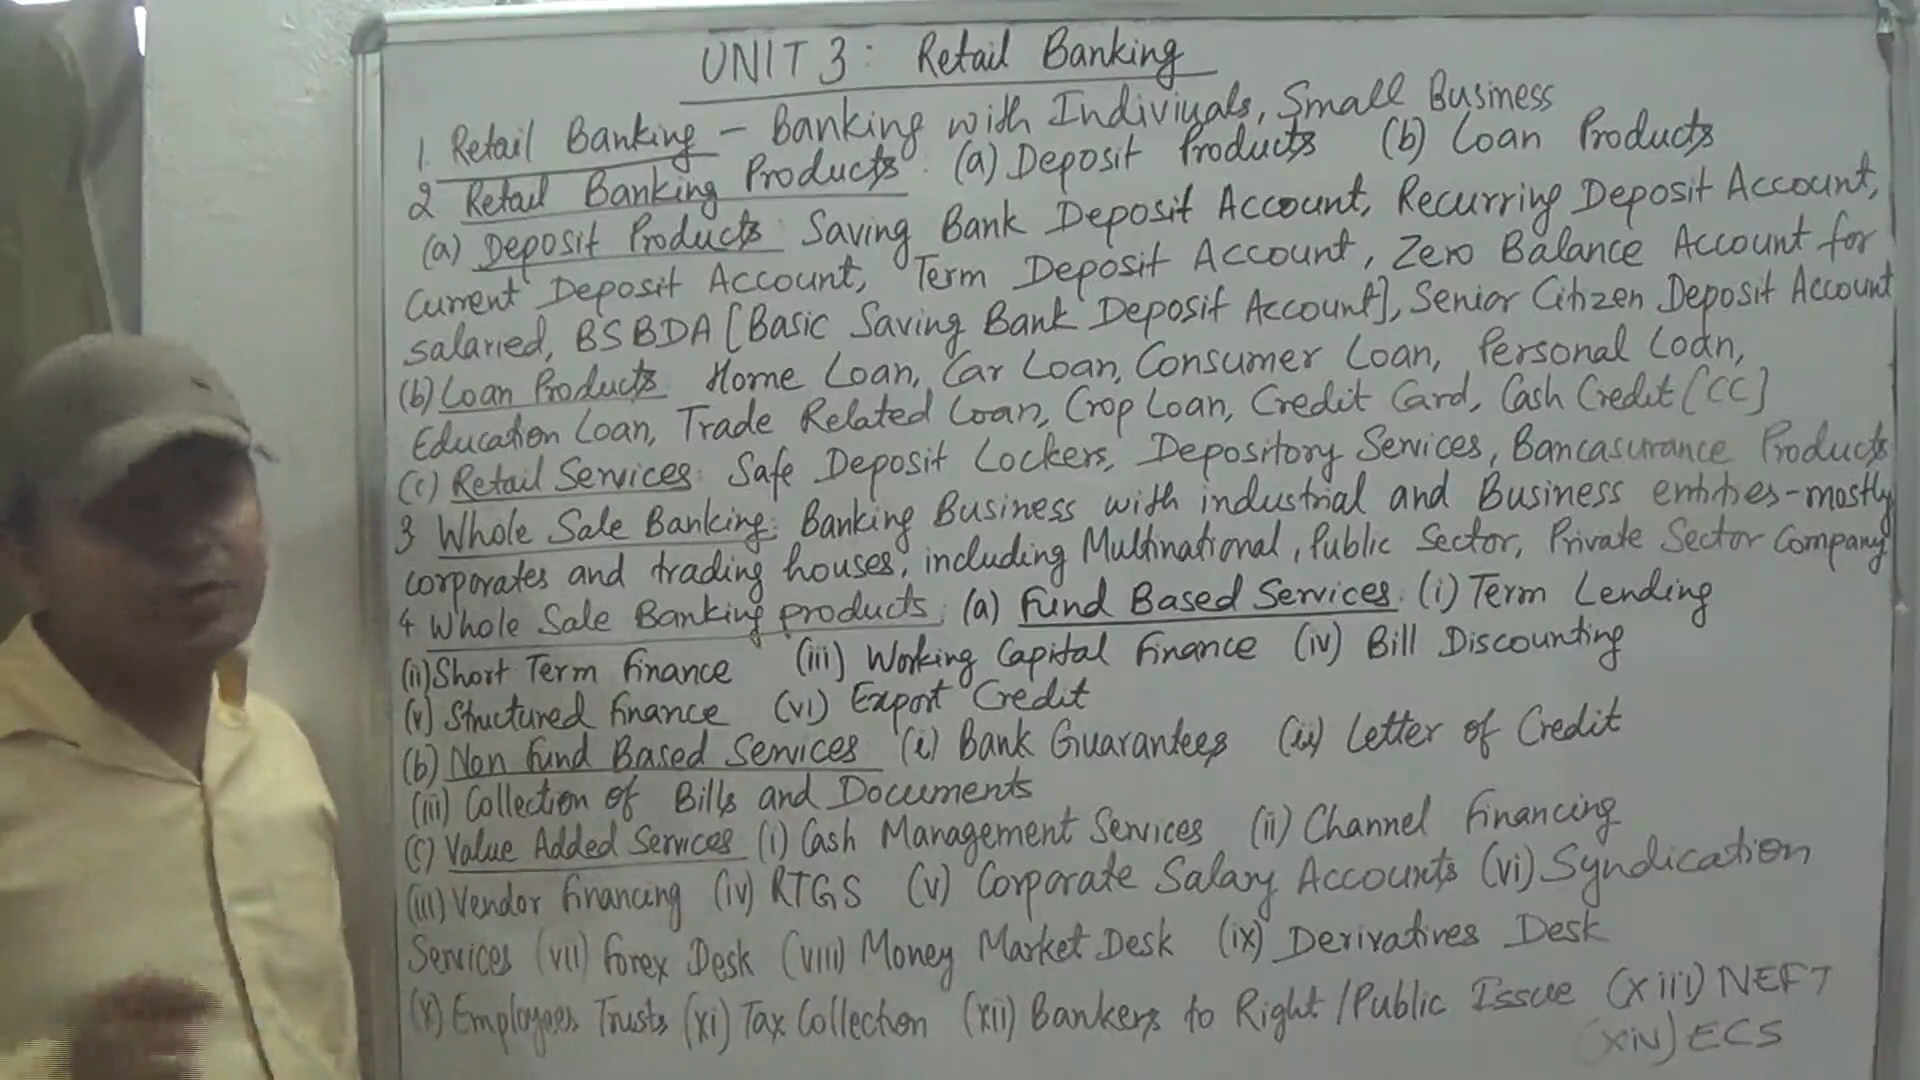 UNIT 3: Retail Banking
1 Retail Banking - Banking with Indiviuals, Small Business
2 Retail Banking Products: (a) Deposit Products (b) Loan Products
(a) Deposit Products: Saving Bank Deposit Account, Recurring Deposit Account,
Current Deposit Account, Term Deposit Account, Zero Balance Account for
salaried, BSBDA [Basic Saving Bank Deposit Account], Senior Citizen Deposit Account
(b) Loan Products Home Loan, Car Loan, Consumer Loan, Personal Loan,
Education Loan, Trade Related Loan, Crop Loan, Credit Card, Cash Credit [CC]
(c) Retail Services: Safe Deposit Lockers, Depository Services, Bancasurance Products
3 Whole Sale Banking: Banking Business with industrial and Business entities - mostly
corporates and trading houses, including Multinational, Public Sector, Private Sector Company
4 Whole Sale Banking products: (a) Fund Based Services: (i) Term Lending
(ii) Short Term finance (iii) Working Capital finance (iv) Bill Discounting
(v) Structured finance (vi) Export Credit
(b) Non fund Based Services (i) Bank Guarantees (ii) Letter of Credit
(iii) Collection of Bills and Documents
(C) Value Added Services (i) Cash Management Services (ii) Channel financing
(iii) Vendor financing (iv) RTGS (v) Corporate Salary Accounts (vi) Syndication
Services (vii) forex Desk (viii) Money Market Desk (ix) Derivatives Desk
(x) Employees Trusts (xi) Tax Collection (xii) Bankers to Right/Public Issue (xiii) NEFT
(xiv) ECS